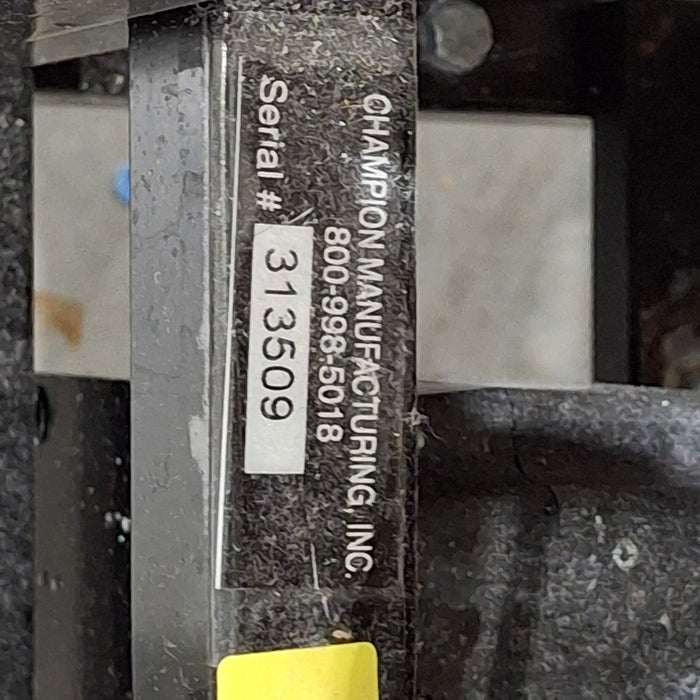 CHAMPION MANUFACTURING, INC.
800-998-5018
Serial # 313509